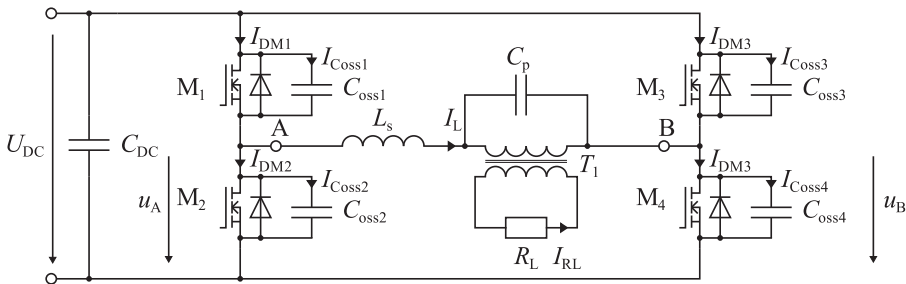 I_DM1
I_DM3
I_Coss1
I_Coss3
C_p
M_1
M_3
C_oss1
C_oss3
L_s
I_L
A
B
U_DC
C_DC
I_DM2
T_1
I_DM3
I_Coss2
I_Coss4
u_A
M_2
M_4
u_B
C_oss2
C_oss4
R_L
I_RL